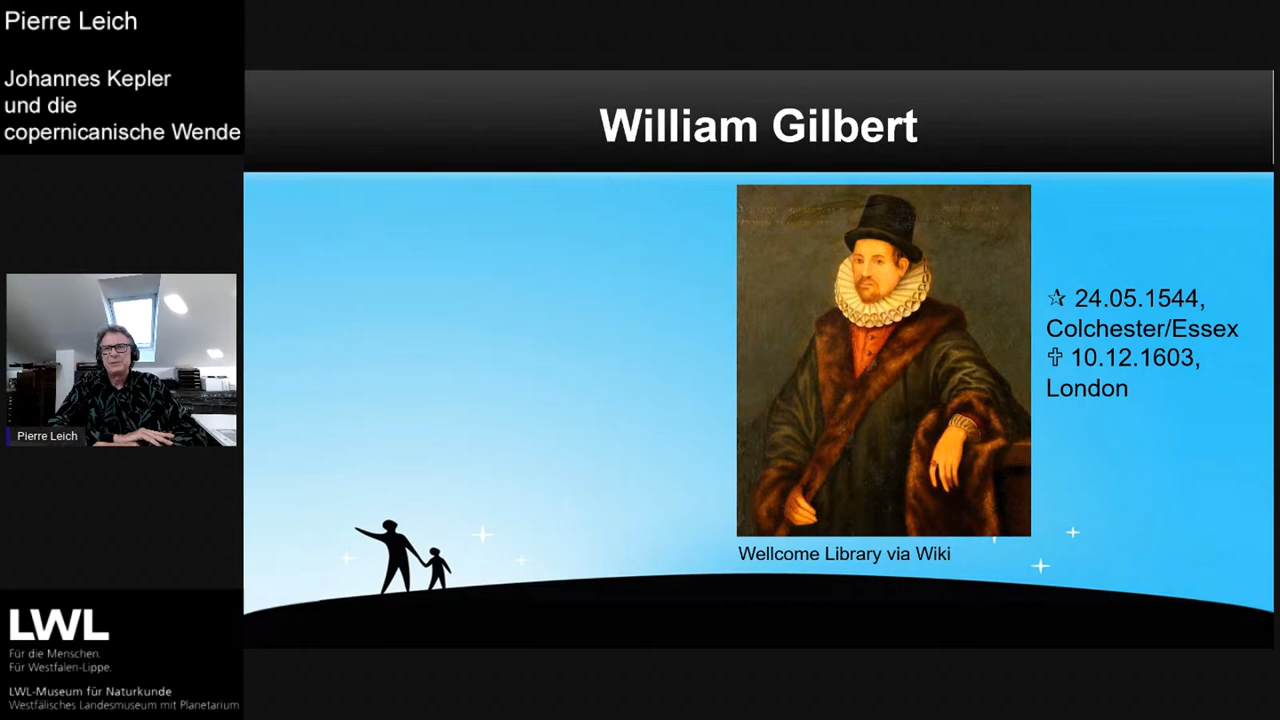 Pierre Leich
Johannes Kepler
und die
copernicanische Wende
William Gilbert
☆ 24.05.1544,
Colchester/Essex
✝ 10.12.1603,
London
Wellcome Library via Wiki
Pierre Leich
LWL
Für die Menschen.
Für Westfalen-Lippe.
LWL-Museum für Naturkunde
Westfälisches Landesmuseum mit Planetarium